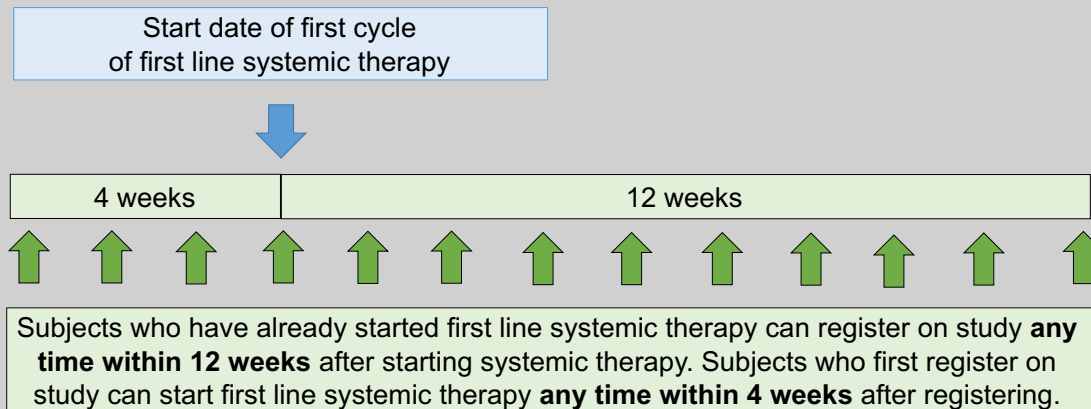 Start date of first cycle
of first line systemic therapy
4 weeks
12 weeks
Subjects who have already started first line systemic therapy can register on study any
time within 12 weeks after starting systemic therapy. Subjects who first register on
study can start first line systemic therapy any time within 4 weeks after registering.